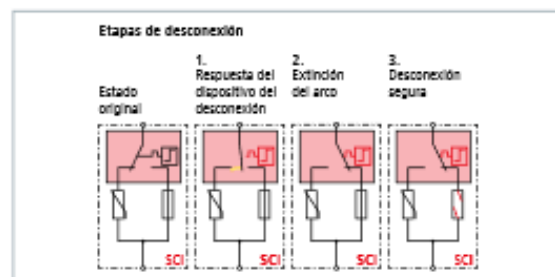 Etapas de desconexión
Estado
original
1.
Respuesta del
dispositivo del
desconexión
2.
Extinción
del arco
3.
Desconexión
segura
SCI
SCI
SCI
SCI